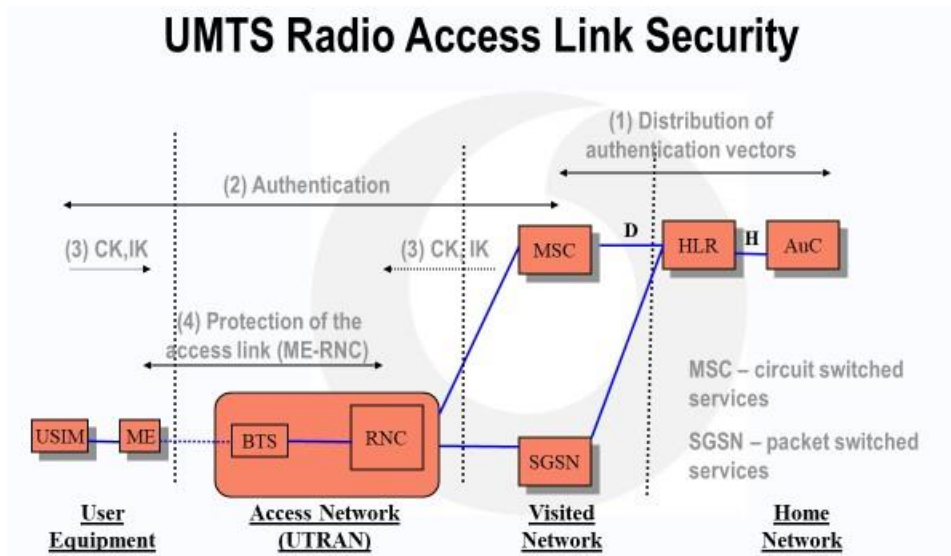 UMTS Radio Access Link Security
(1) Distribution of
authentication vectors
(2) Authentication
D
H
MSC
HLR
AuC
(3) CK,IK
(3) CK, IK
(4) Protection of the
access link (ME-RNC)
MSC – circuit switched
services
SGSN – packet switched
services
USIM
ME
BTS
RNC
SGSN
User
Equipment
Access Network
(UTRAN)
Visited
Network
Home
Network